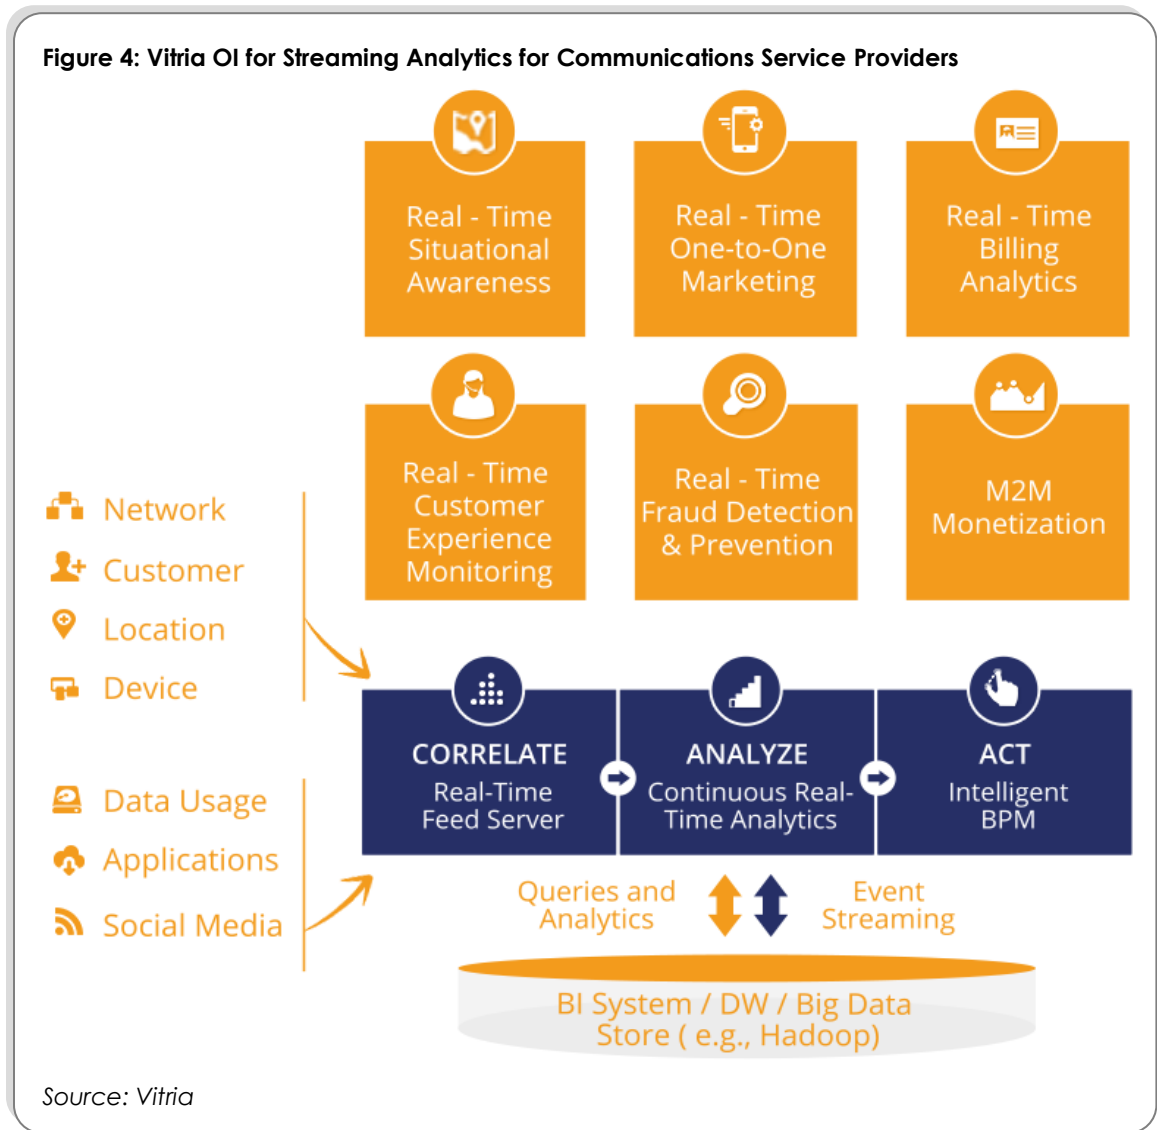 Figure 4: Vitria OI for Streaming Analytics for Communications Service Providers
Real - Time
Situational
Awareness
Real - Time
One-to-One
Marketing
Real - Time
Billing
Analytics
Real - Time
Customer
Experience
Monitoring
Real - Time
Fraud Detection
& Prevention
M2M
Monetization
Network
Customer
Location
Device
Data Usage
Applications
Social Media
CORRELATE
Real-Time
Feed Server
ANALYZE
Continuous Real-
Time Analytics
ACT
Intelligent
BPM
Queries and
Analytics
Event
Streaming
BI System / DW / Big Data
Store ( e.g., Hadoop)
Source: Vitria